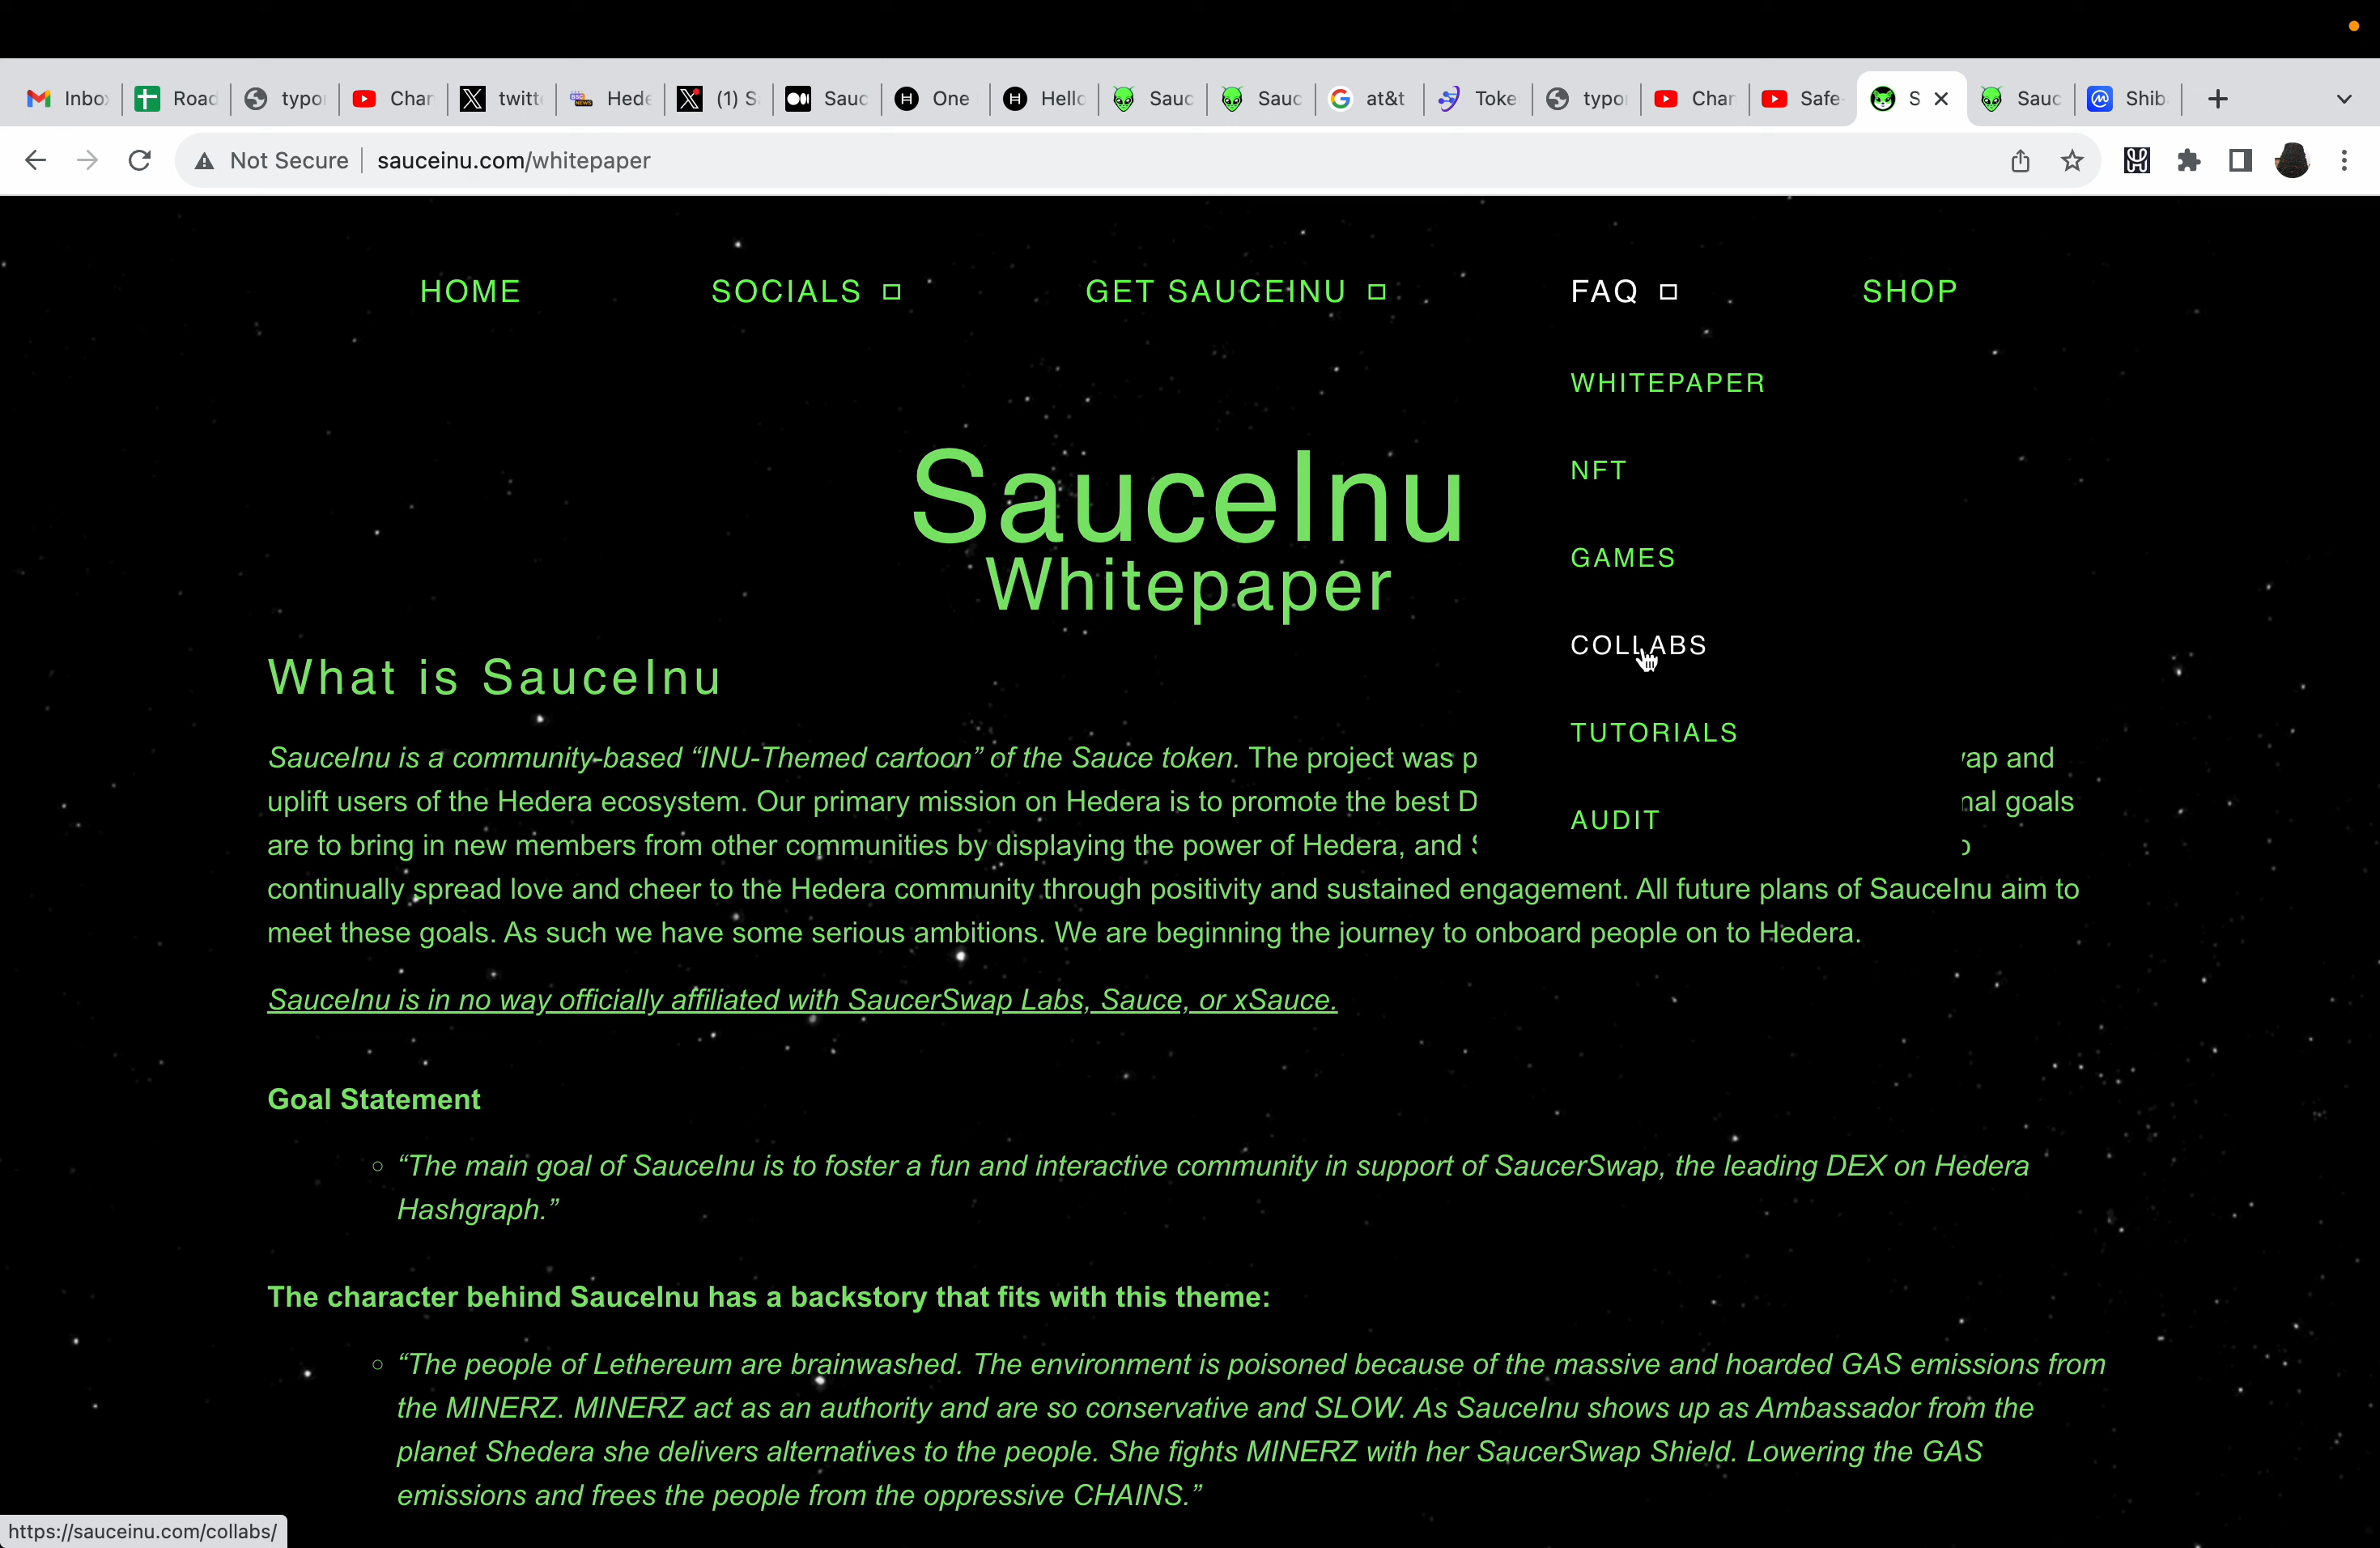 Inbo
Road
typo
Char
twitt
Hede
(1) S
Sauc
One
Hello
Sauc
Sauc
at&t
Toke
typo
Char
Safe-
S
Sauc
Shib
Not Secure
sauceinu.com/whitepaper
HOME
SOCIALS
GET SAUCEINU
FAQ
SHOP
WHITEPAPER
NFT
GAMES
COLLABS
TUTORIALS
AUDIT
SauceInu
Whitepaper
What is SauceInu
SauceInu is a community-based “INU-Themed cartoon” of the Sauce token. The project was p ap and
uplift users of the Hedera ecosystem. Our primary mission on Hedera is to promote the best D nal goals
are to bring in new members from other communities by displaying the power of Hedera, and
continually spread love and cheer to the Hedera community through positivity and sustained engagement. All future plans of SauceInu aim to
meet these goals. As such we have some serious ambitions. We are beginning the journey to onboard people on to Hedera.
SauceInu is in no way officially affiliated with SaucerSwap Labs, Sauce, or xSauce.
Goal Statement
“The main goal of SauceInu is to foster a fun and interactive community in support of SaucerSwap, the leading DEX on Hedera
Hashgraph.”
The character behind SauceInu has a backstory that fits with this theme:
“The people of Lethereum are brainwashed. The environment is poisoned because of the massive and hoarded GAS emissions from
the MINERZ. MINERZ act as an authority and are so conservative and SLOW. As SauceInu shows up as Ambassador from the
planet Shedera she delivers alternatives to the people. She fights MINERZ with her SaucerSwap Shield. Lowering the GAS
emissions and frees the people from the oppressive CHAINS.”
https://sauceinu.com/collabs/